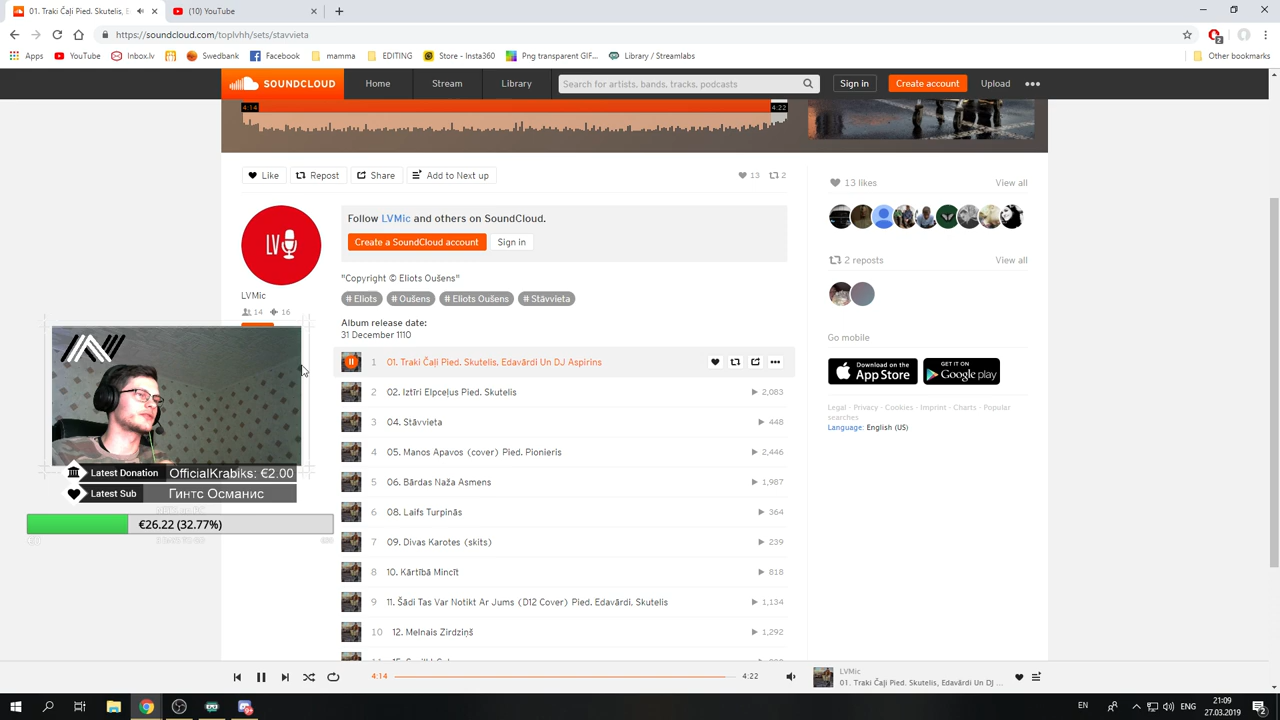 01. Traki Čaļi Pied. Skutelis, E
(10) YouTube
https://soundcloud.com/toplvhh/sets/stavvieta
2
Apps
YouTube
Inbox.lv
Swedbank
Facebook
mamma
EDITING
Store - Insta360
Png transparent GIF...
Library / Streamlabs
Other bookmarks
SOUNDCLOUD
Home
Stream
Library
Search for artists, bands, tracks, podcasts
Sign in
Create account
Upload
4:14
4:22
Like
Repost
Share
Add to Next up
13
2
LV
LVMic
14 16
Follow LVMic and others on SoundCloud.
Create a SoundCloud account
Sign in
"Copyright © Eliots Oušens"
# Eliots
# Oušens
# Eliots Oušens
# Stāvvieta
Album release date:
31 December 1110
1 01. Traki Čaļi Pied. Skutelis, Edavārdi Un DJ Aspirins
2 02. Iztīri Elpceļus Pied. Skutelis 2,083
3 04. Stāvvieta 448
4 05. Manos Apavos (cover) Pied. Pionieris 2,446
5 06. Bārdas Naža Asmens 1,987
6 08. Laifs Turpinās 364
7 09. Divas Karotes (skits) 239
8 10. Kārtībā Mincīt 818
9 11. Šādi Tas Var Notikt Ar Jums (D12 Cover) Pied. Edavārdi, Skutelis 1,134
10 12. Melnais Zirdziņš 1,292
13 likes
View all
2 reposts
View all
Go mobile
Download on the
App Store
GET IT ON
Google play
Legal - Privacy - Cookies - Imprint - Charts - Popular
searches
Language: English (US)
Latest Donation OfficialKrabiks: €2.00
Latest Sub Гинтс Османис
€26.22 (32.77%)
4:14
4:22
LVMic
01. Traki Čaļi Pied. Skutelis, Edavārdi Un DJ ...
EN
ENG
21:09
27.03.2019
2